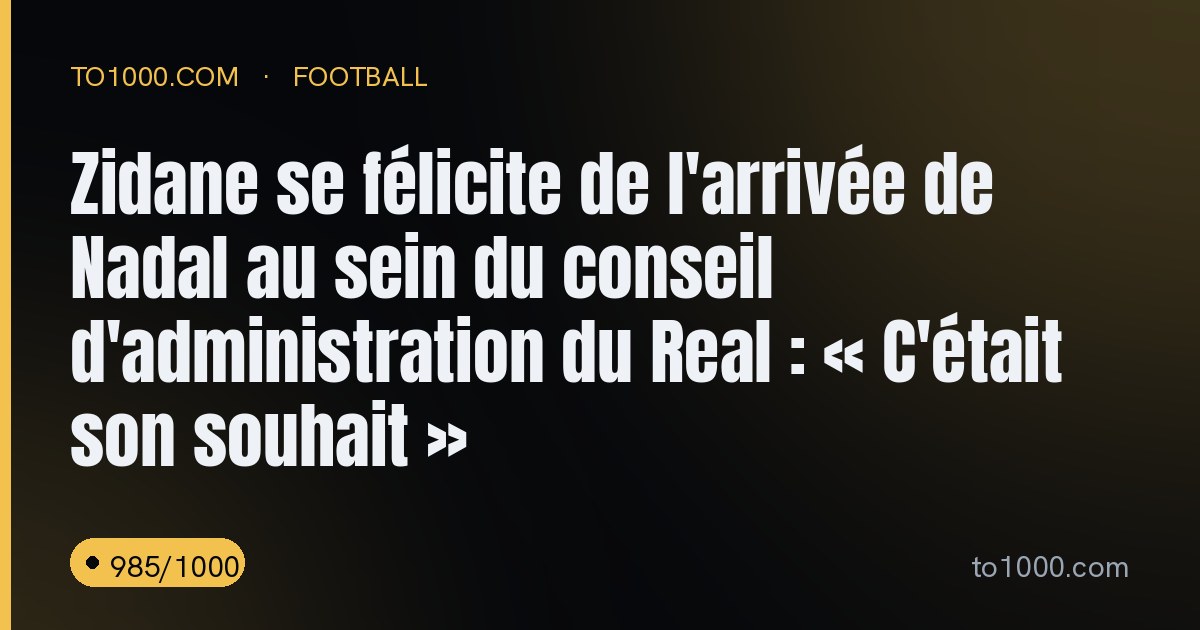 TO1000.COM · FOOTBALL
Zidane se félicite de l'arrivée de
Nadal au sein du conseil
d'administration du Real : « C'était
son souhait »
985/1000
to1000.com